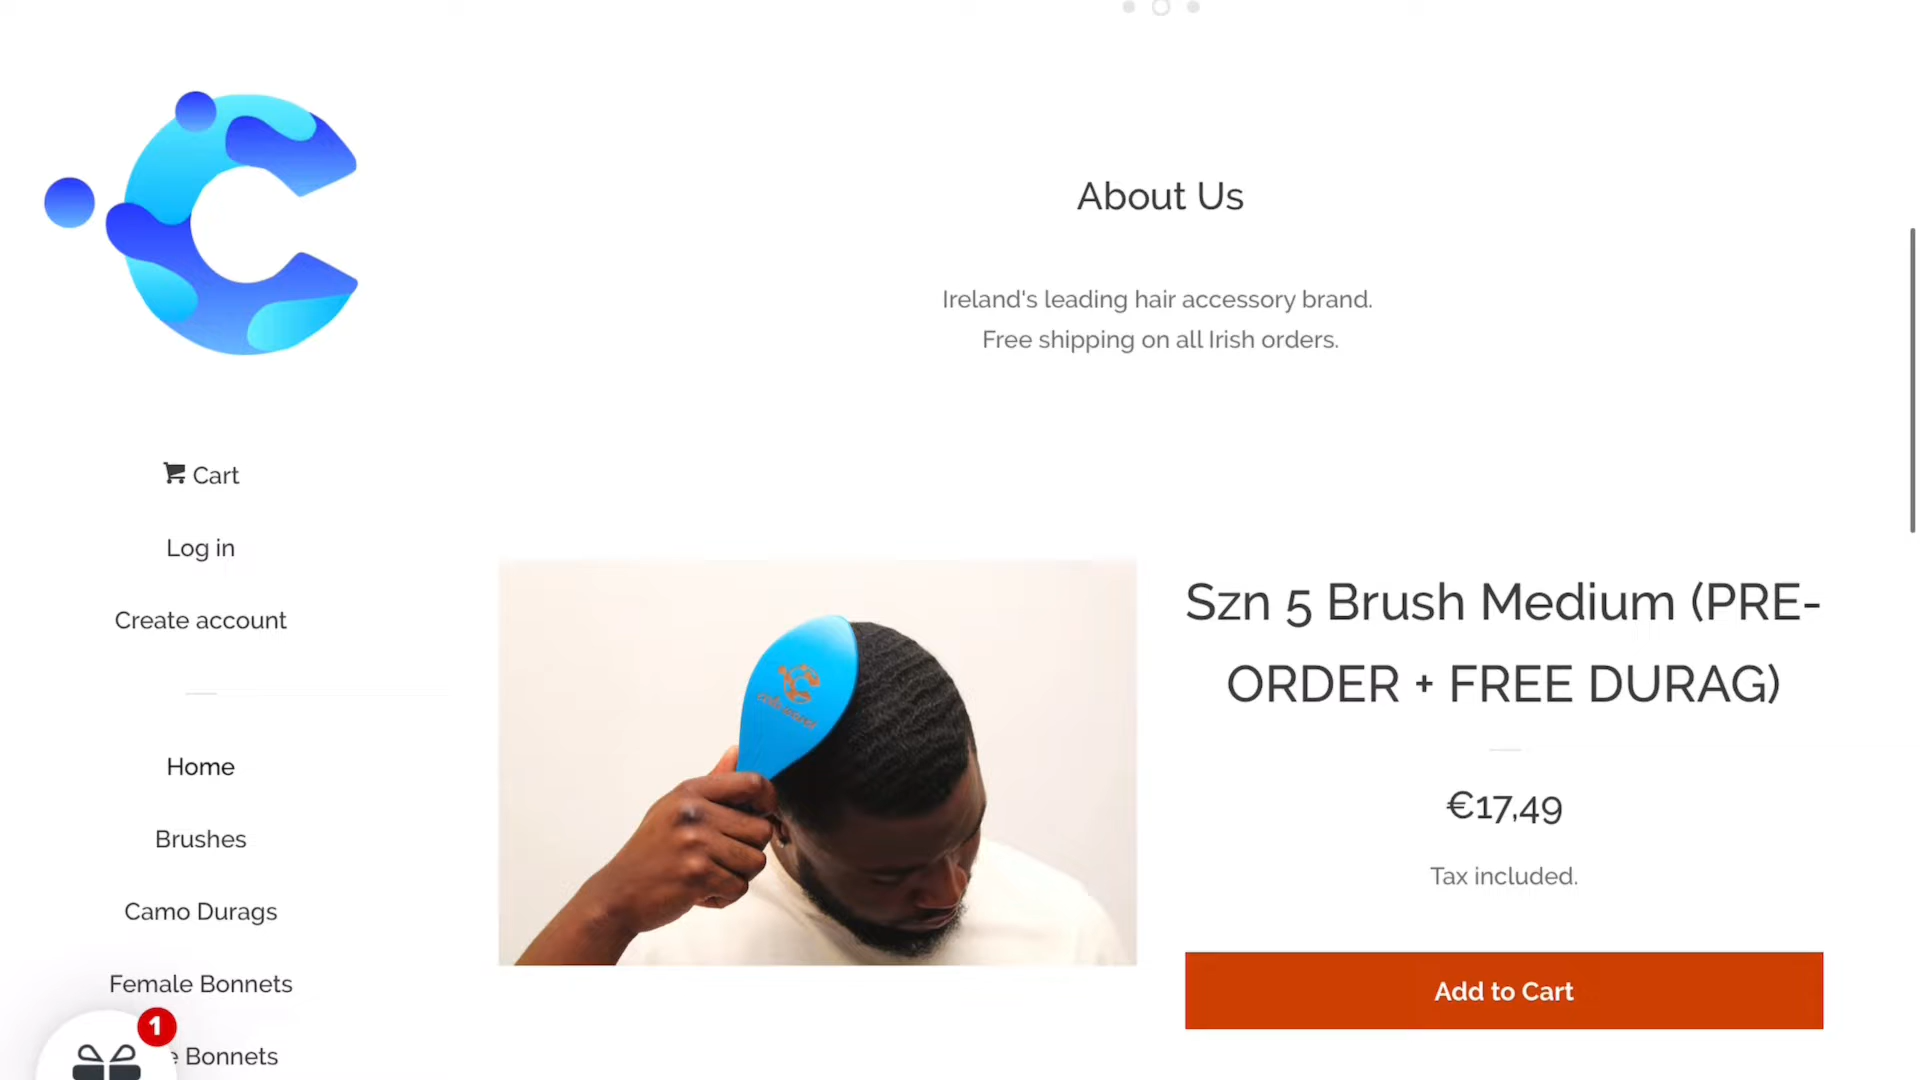 Cart
Log in
Create account
Home
Brushes
Camo Durags
Female Bonnets
e Bonnets
1
About Us
Ireland's leading hair accessory brand.
Free shipping on all Irish orders.
Szn 5 Brush Medium (PRE-
ORDER + FREE DURAG)
€17,49
Tax included.
Add to Cart